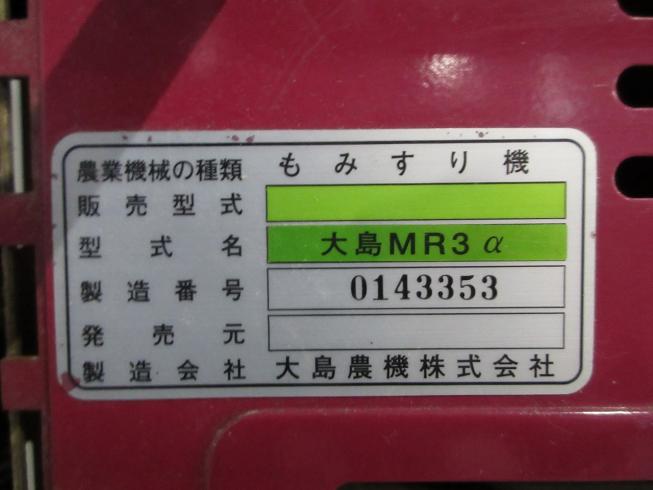 農業機械の種類 もみすり機
販売型式
型式名 大島MR3α
製造番号 0143353
発売元
製造会社 大島農機株式会社